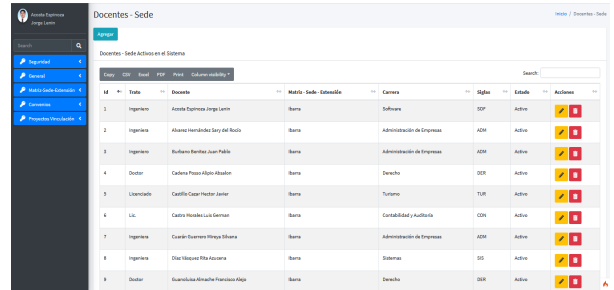 Acosta Espinosa
Jorge Lenin
Search
Seguridad
General
Matriz-Sede-Extensión
Convenios
Proyectos Vinculación
Docentes - Sede
Inicio / Docentes - Sede
Agregar
Docentes - Sede Activos en el Sistema
Copy CSV Excel PDF Print Column visibility
Search:
Id Trato Docente Matriz - Sede - Extensión Carrera Siglas Estado Acciones
1 Ingeniero Acosta Espinosa Jorge Lenin Ibarra Software SOF Activo
2 Ingeniera Alvarez Hernández Sary del Rocío Ibarra Administración de Empresas ADM Activo
3 Ingeniero Burbano Benitez Juan Pablo Ibarra Administración de Empresas ADM Activo
4 Doctor Cadena Posso Alipio Absalon Ibarra Derecho DER Activo
5 Licenciado Castillo Cazar Hector Javier Ibarra Turismo TUR Activo
6 Lic. Castro Morales Luis German Ibarra Contabilidad y Auditoría CON Activo
7 Ingeniera Cuarán Guerrero Mireya Silvana Ibarra Administración de Empresas ADM Activo
8 Ingeniera Díaz Vásquez Rita Azucena Ibarra Sistemas SIS Activo
9 Doctor Guanoluisa Almache Francisco Alejo Ibarra Derecho DER Activo